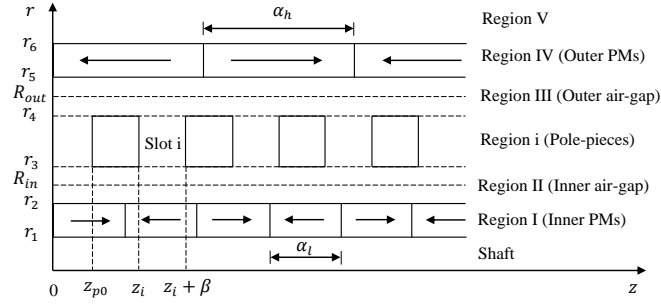 r
α_h
Region V
r_6
Region IV (Outer PMs)
r_5
R_out
Region III (Outer air-gap)
r_4
Slot i
Region i (Pole-pieces)
r_3
R_in
Region II (Inner air-gap)
r_2
Region I (Inner PMs)
r_1
α_l
Shaft
0
z_p0
z_i
z_i + β
z